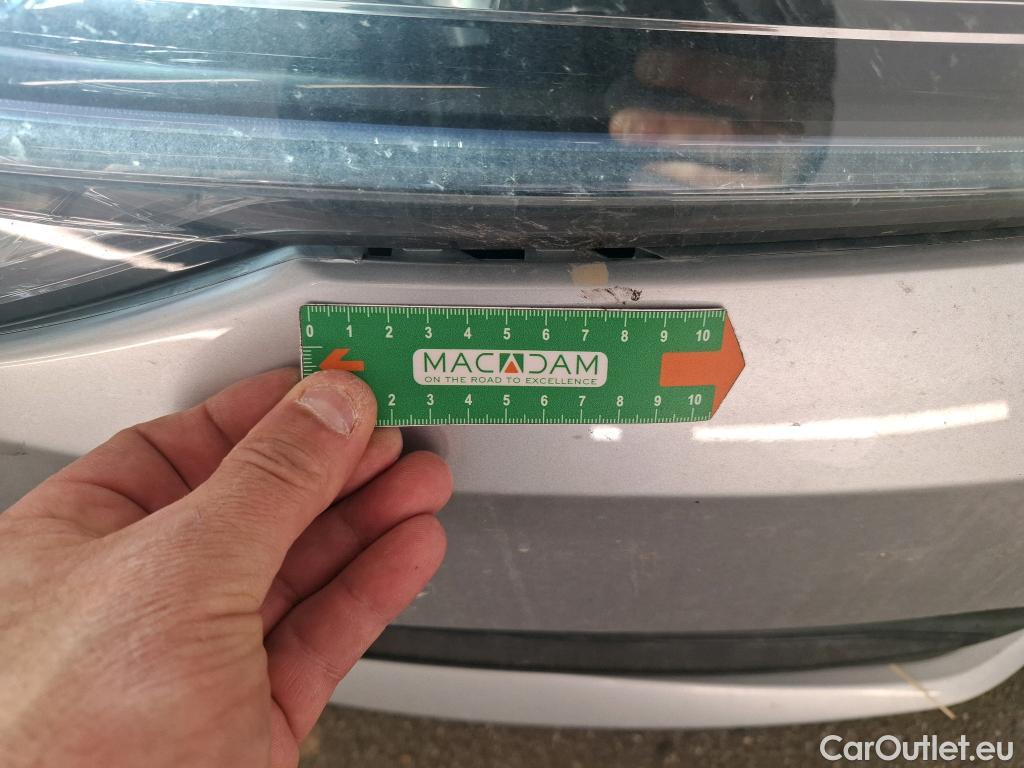 0 1 2 3 4 5 6 7 8 9 10
MACADAM
ON THE ROAD TO EXCELLENCE
2 3 4 5 6 7 8 9 10
CarOutlet.eu